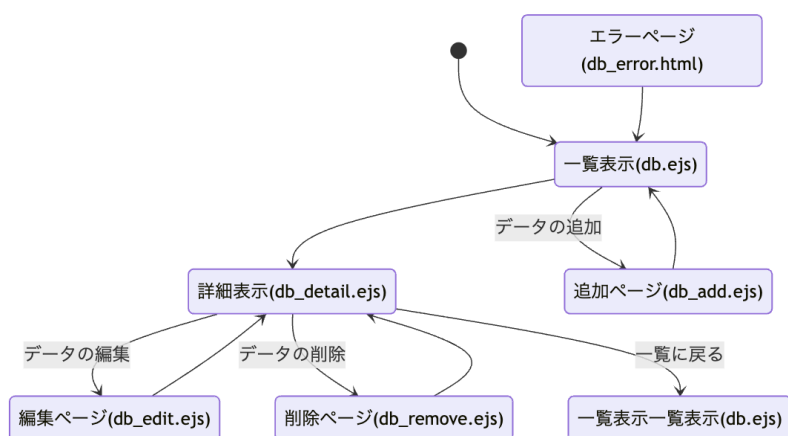 エラーページ
(db_error.html)
一覧表示(db.ejs)
データの追加
詳細表示(db_detail.ejs)
追加ページ(db_add.ejs)
データの編集
データの削除
一覧に戻る
編集ページ(db_edit.ejs)
削除ページ(db_remove.ejs)
一覧表示一覧表示(db.ejs)